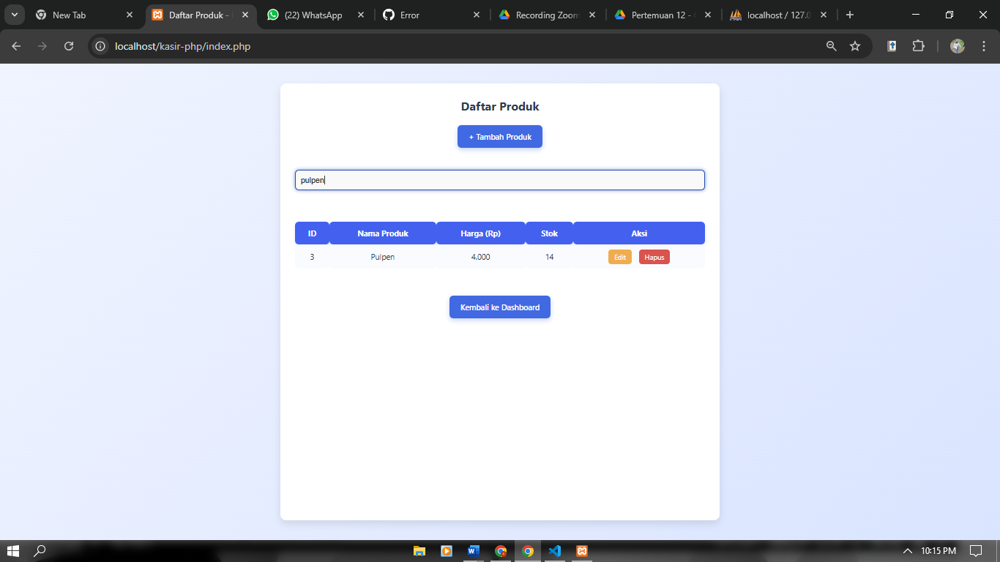 New Tab
Daftar Produk -
(22) WhatsApp
Error
Recording Zoom
Pertemuan 12 -
localhost / 127.0
localhost/kasir-php/index.php
Daftar Produk
+ Tambah Produk
pulpen
ID Nama Produk Harga (Rp) Stok Aksi
3 Pulpen 4.000 14 Edit Hapus
Kembali ke Dashboard
10:15 PM